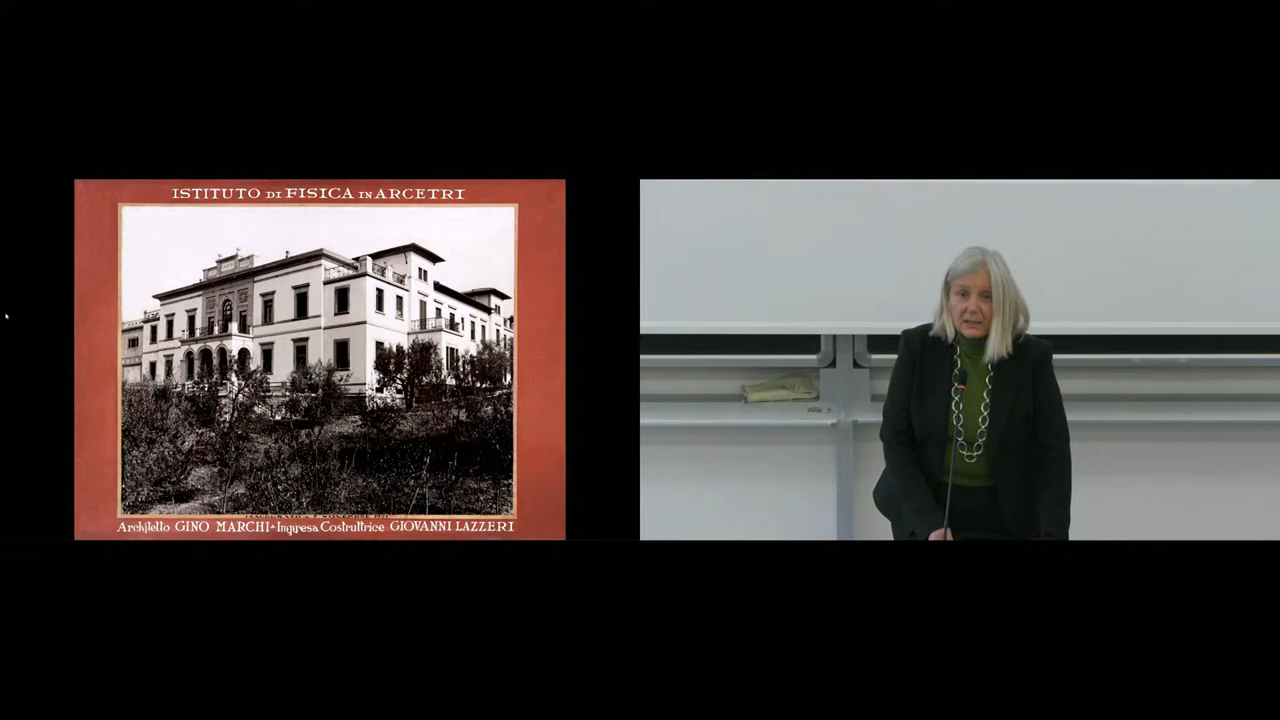 ISTITUTO DI FISICA IN ARCETRI
Architetto GINO MARCHI - Impresa Costruttrice GIOVANNI LAZZERI